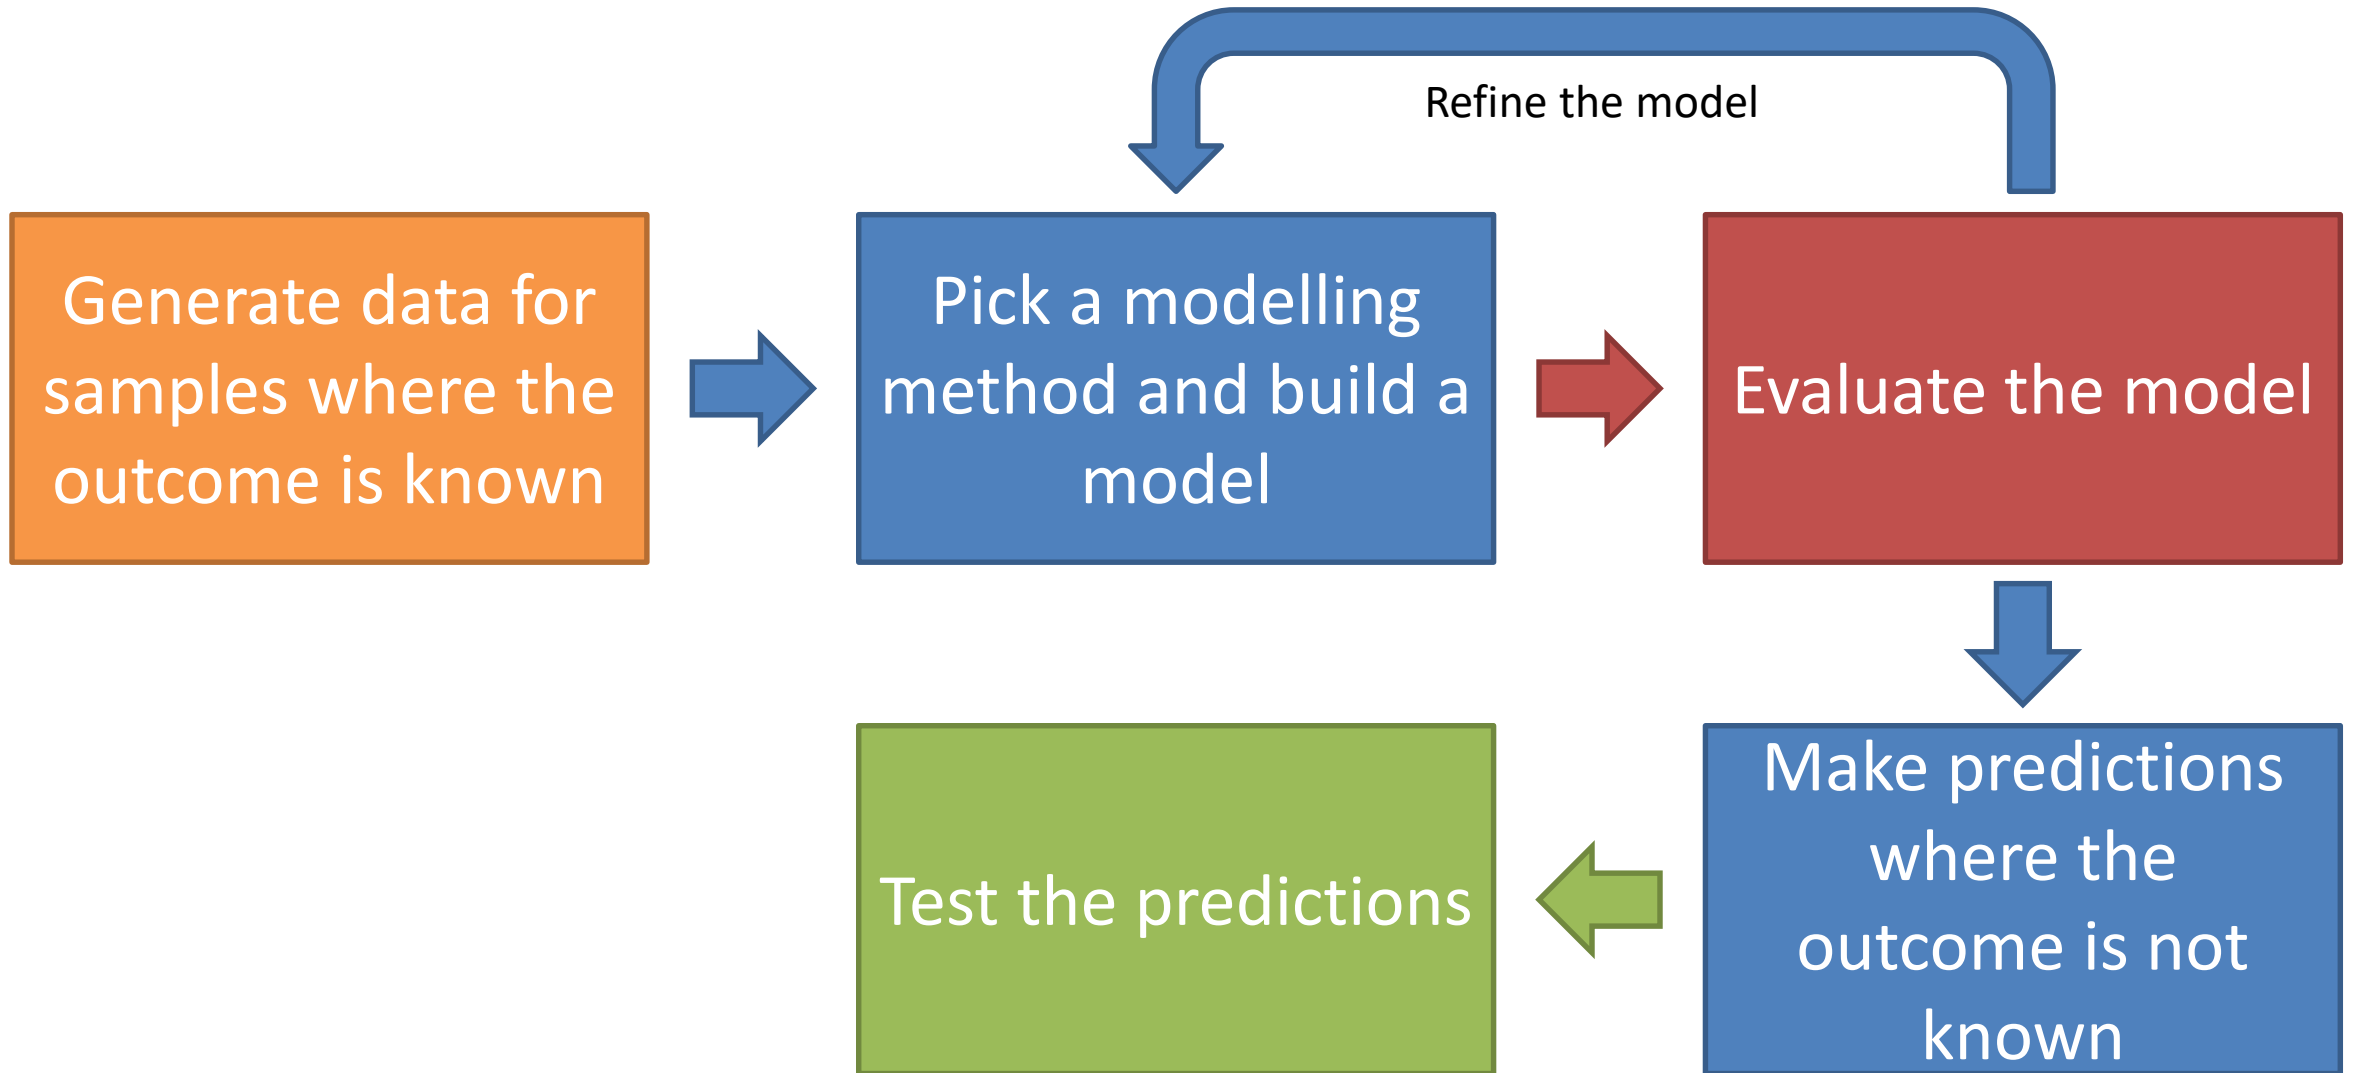 Refine the model
Generate data for
samples where the
outcome is known
Pick a modelling
method and build a
model
Evaluate the model
Make predictions
where the
outcome is not
known
Test the predictions